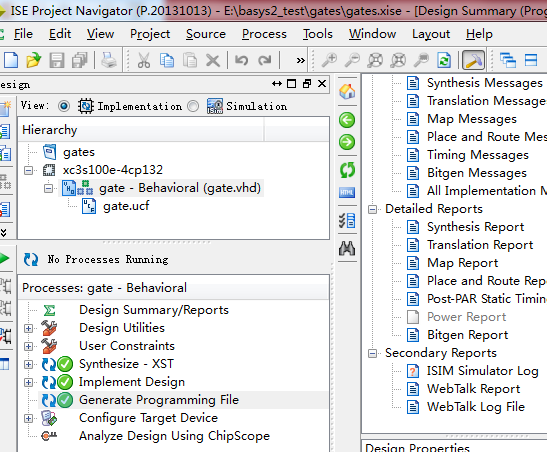 ISE Project Navigator (P.20131013) - E:\basys2_test\gates\gates.xise - [Design Summary (Prog
File Edit View Project Source Process Tools Window Layout Help
esign
View: Implementation Simulation
Hierarchy
gates
xc3s100e-4cp132
gate - Behavioral (gate.vhd)
gate.ucf
No Processes Running
Processes: gate - Behavioral
Design Summary/Reports
Design Utilities
User Constraints
Synthesize - XST
Implement Design
Generate Programming File
Configure Target Device
Analyze Design Using ChipScope
Synthesis Messages
Translation Message
Map Messages
Place and Route Mes
Timing Messages
Bitgen Messages
All Implementation M
Detailed Reports
Synthesis Report
Translation Report
Map Report
Place and Route Repo
Post-PAR Static Timin
Power Report
Bitgen Report
Secondary Reports
ISIM Simulator Log
WebTalk Report
WebTalk Log File
Design Properties